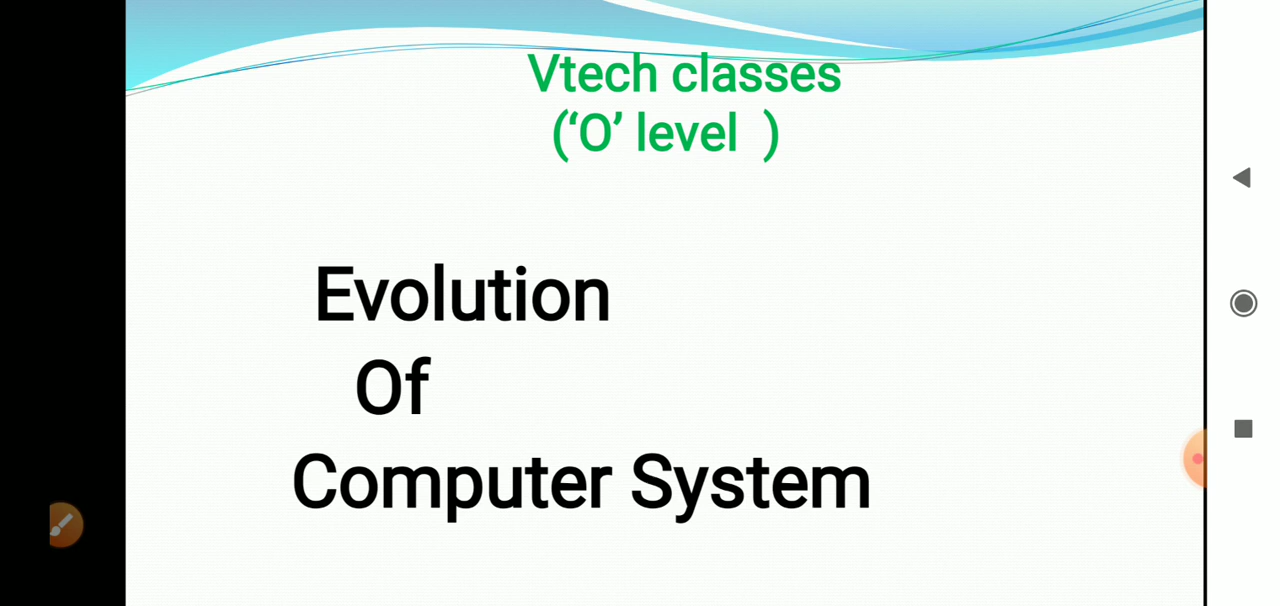 Vtech classes
(‘O’ level  )
Evolution
Of
Computer System